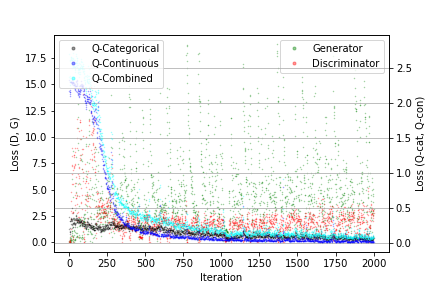 Q-Categorical
Q-Continuous
Q-Combined
Generator
Discriminator
17.5
15.0
12.5
10.0
7.5
5.0
2.5
0.0
Loss (D, G)
2.5
2.0
1.5
1.0
0.5
0.0
Loss (Q-cat, Q-con)
0 250 500 750 1000 1250 1500 1750 2000
Iteration